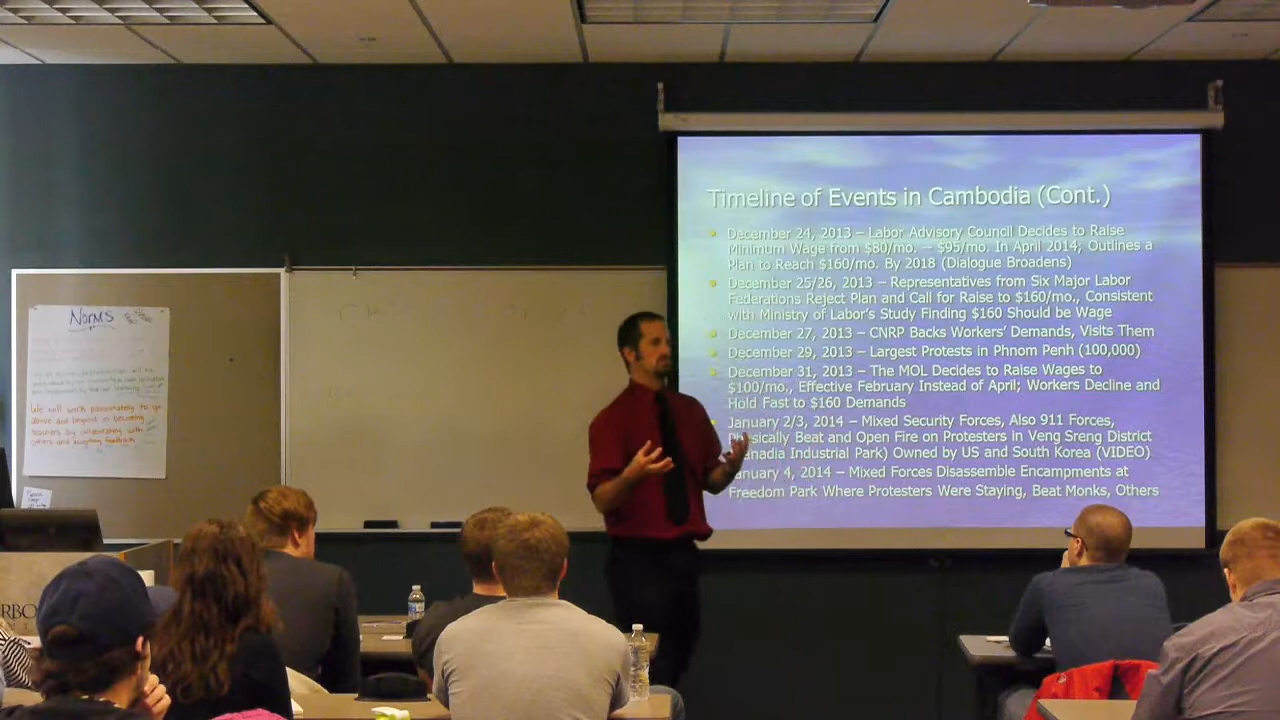 Timeline of Events in Cambodia (Cont.)
December 24, 2013 – Labor Advisory Council Decides to Raise
Minimum Wage from $80/mo. -- $95/mo. In April 2014; Outlines a
Plan to Reach $160/mo. By 2018 (Dialogue Broadens)
December 25/26, 2013 – Representatives from Six Major Labor
Federations Reject Plan and Call for Raise to $160/mo., Consistent
with Ministry of Labor's Study Finding $160 Should be Wage
December 27, 2013 – CNRP Backs Workers' Demands, Visits Them
December 29, 2013 – Largest Protests in Phnom Penh (100,000)
December 31, 2013 – The MOL Decides to Raise Wages to
$100/mo., Effective February Instead of April; Workers Decline and
Hold Fast to $160 Demands
January 2/3, 2014 – Mixed Security Forces, Also 911 Forces,
Physically Beat and Open Fire on Protesters in Veng Sreng District
anadia Industrial Park) Owned by US and South Korea (VIDEO)
anuary 4, 2014 – Mixed Forces Disassemble Encampments at
Freedom Park Where Protesters Were Staying, Beat Monks, Others
Norms
We will work passionately to go
above and beyond in becoming
teachers by collaborating with
others and accepting feedback
RBO